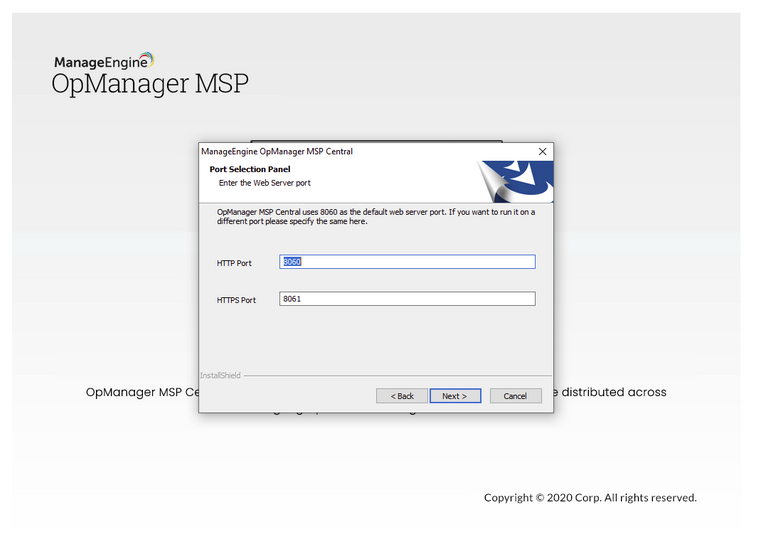 ManageEngine
OpManager MSP
ManageEngine OpManager MSP Central
Port Selection Panel
Enter the Web Server port
OpManager MSP Central uses 8060 as the default web server port. If you want to run it on a
different port please specify the same here.
HTTP Port
8060
HTTPS Port
8061
InstallShield
OpManager MSP Ce
distributed across
< Back
Next >
Cancel
Copyright © 2020 Corp. All rights reserved.